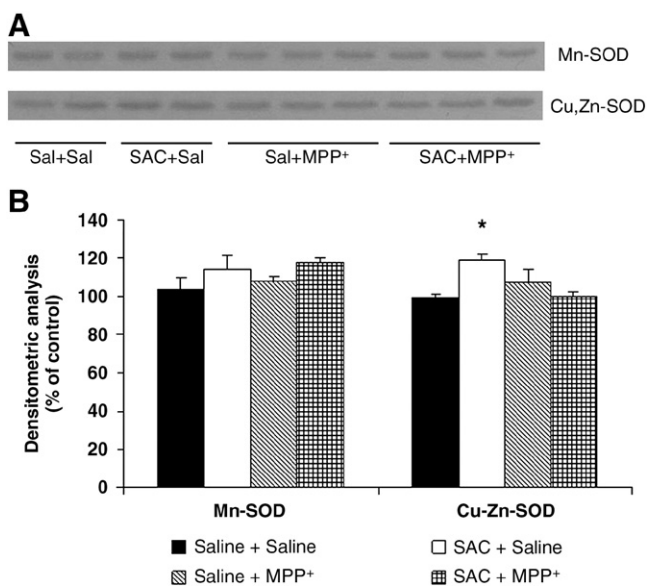 A
Mn-SOD
Cu,Zn-SOD
Sal+Sal SAC+Sal Sal+MPP⁺ SAC+MPP⁺
B
Densitometric analysis
(% of control)
140
120
100
80
60
40
20
0
*
Mn-SOD Cu-Zn-SOD
Saline + Saline SAC + Saline
Saline + MPP⁺ SAC + MPP⁺